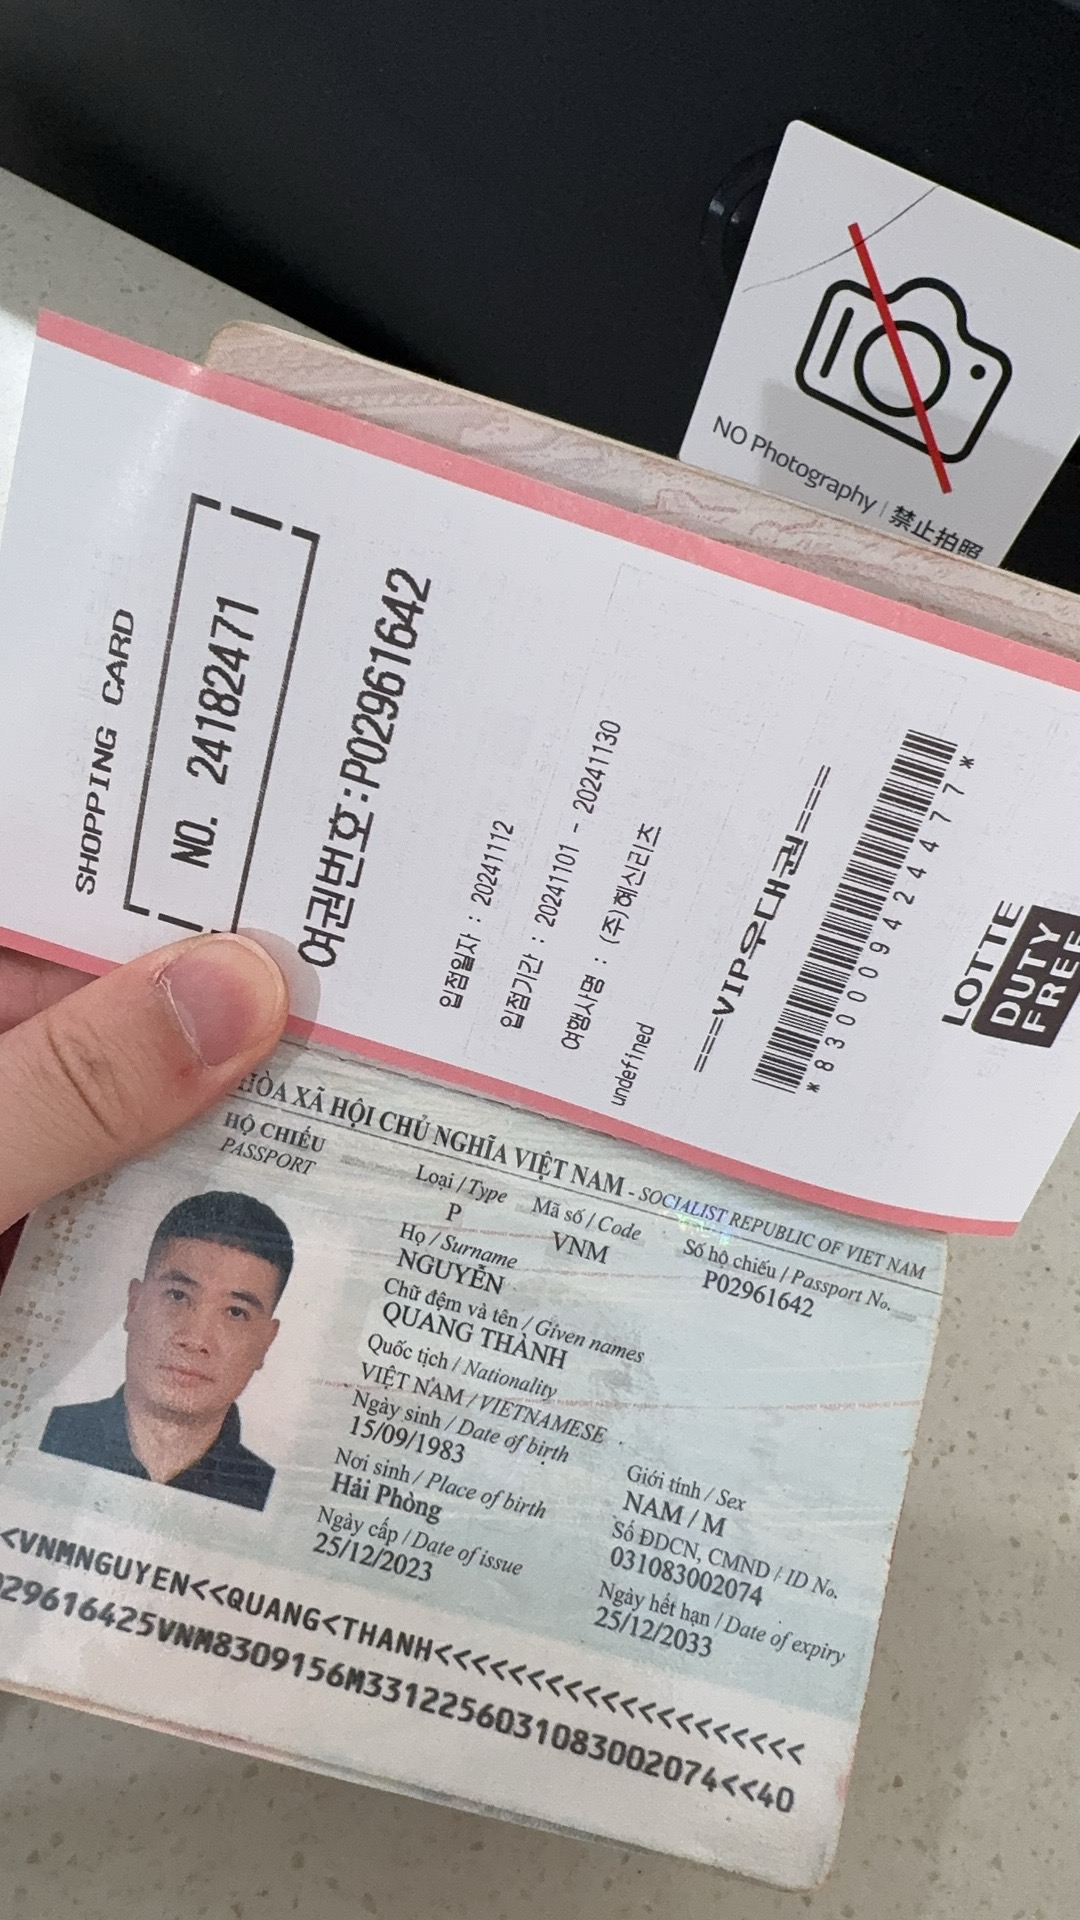 NO Photography | 禁止拍照
SHOPPING CARD
NO. 24182471
여권번호:P02961642
입점일자 : 20241112
입점기간 : 20241101 - 20241130
여행사명 : (주)혜신리즈
undefined
===VIP우대권====
*830009424477*
LOTTE
DUTY
FREE
HÒA XÃ HỘI CHỦ NGHĨA VIỆT NAM - SOCIALIST REPUBLIC OF VIET NAM
HỘ CHIẾU
PASSPORT
Loại / Type
P
Mã số / Code
VNM
Số hộ chiếu / Passport No.
P02961642
Họ / Surname
NGUYỄN
Chữ đệm và tên / Given names
QUANG THÀNH
Quốc tịch / Nationality
VIỆT NAM / VIETNAMESE
Ngày sinh / Date of birth
15/09/1983
Nơi sinh / Place of birth
Hải Phòng
Giới tính / Sex
NAM / M
Số ĐDCN, CMND / ID No.
031083002074
Ngày cấp / Date of issue
25/12/2023
Ngày hết hạn / Date of expiry
25/12/2033
<VNMNGUYEN<<QUANG<THANH<<<<<<<<<<<<<<<<<<<<<
29616425VNM8309156M3312256031083002074<<40